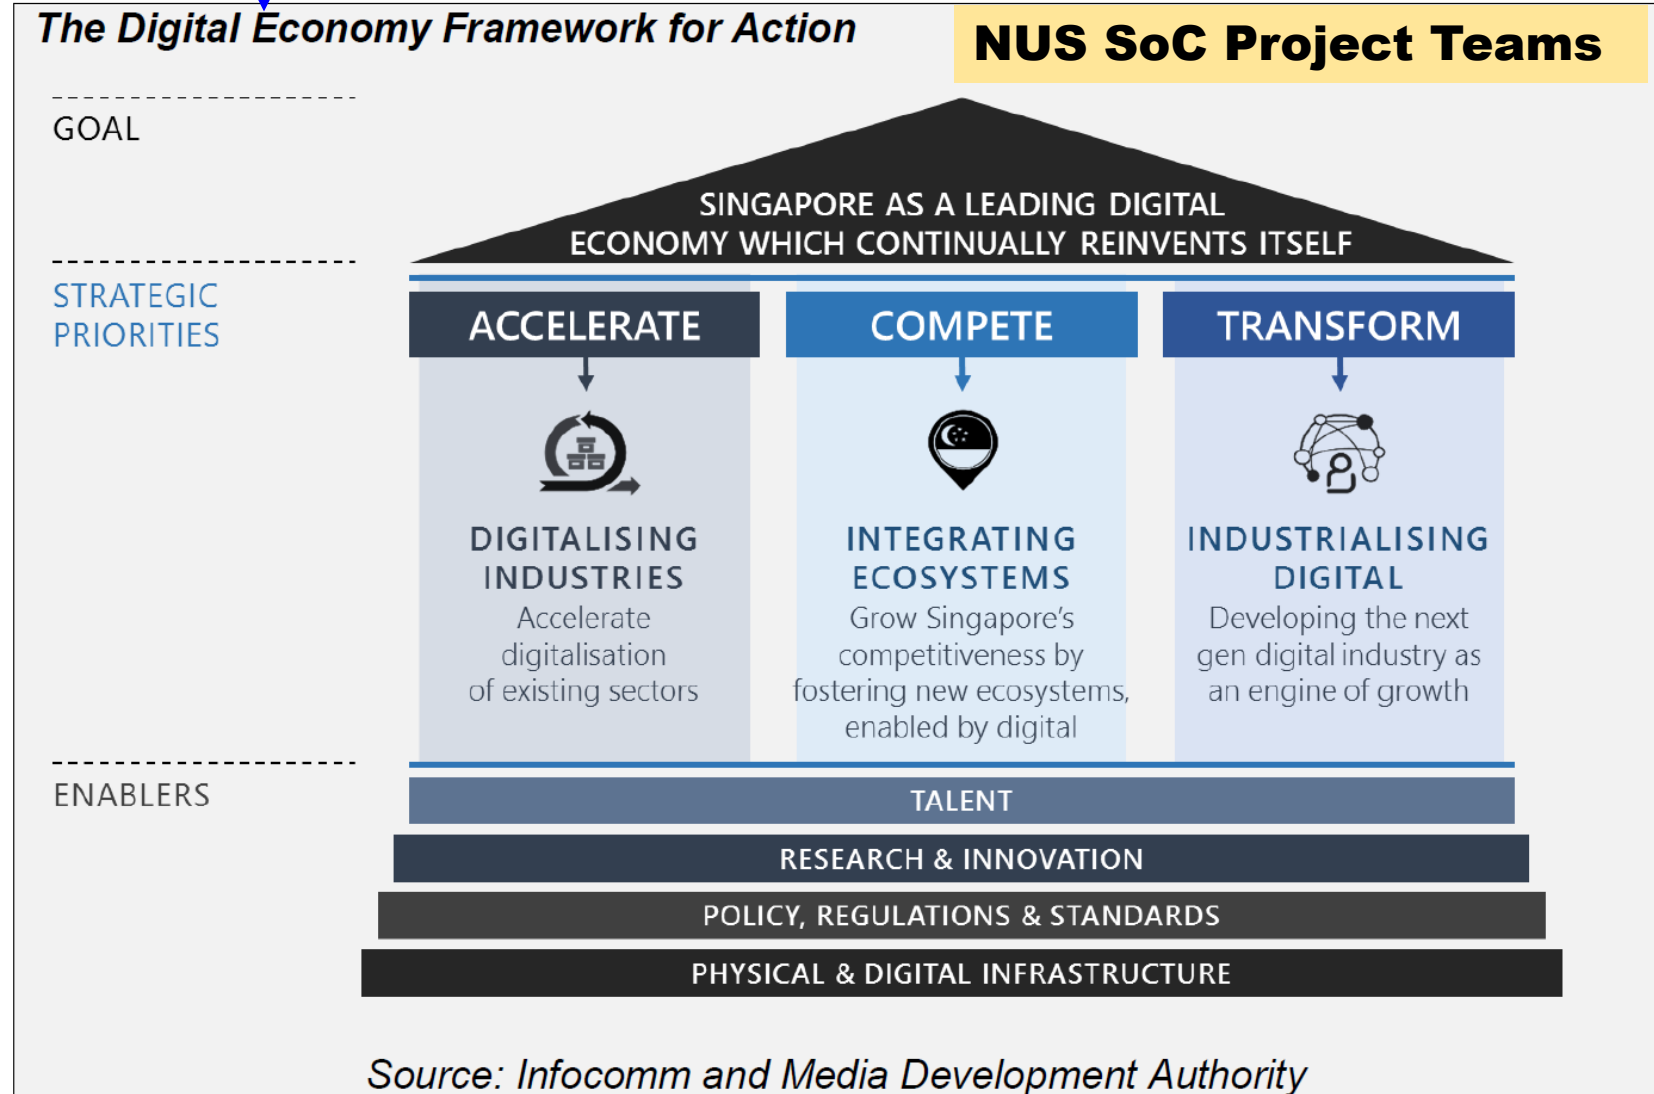 The Digital Economy Framework for Action
NUS SoC Project Teams
GOAL
SINGAPORE AS A LEADING DIGITAL
ECONOMY WHICH CONTINUALLY REINVENTS ITSELF
STRATEGIC
PRIORITIES
ACCELERATE
DIGITALISING
INDUSTRIES
Accelerate
digitalisation
of existing sectors
COMPETE
INTEGRATING
ECOSYSTEMS
Grow Singapore’s
competitiveness by
fostering new ecosystems,
enabled by digital
TRANSFORM
INDUSTRIALISING
DIGITAL
Developing the next
gen digital industry as
an engine of growth
ENABLERS
TALENT
RESEARCH & INNOVATION
POLICY, REGULATIONS & STANDARDS
PHYSICAL & DIGITAL INFRASTRUCTURE
Source: Infocomm and Media Development Authority